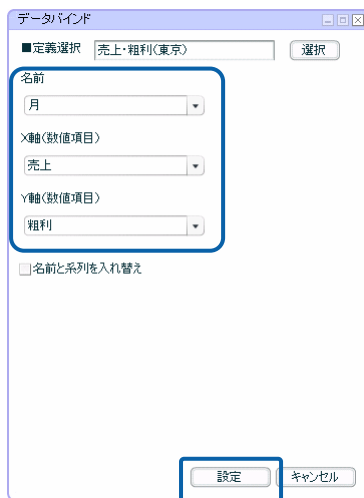 データバインド
■定義選択 売上・粗利(東京) 選択
名前
月
X軸(数値項目)
売上
Y軸(数値項目)
粗利
名前と系列を入れ替え
設定 キャンセル